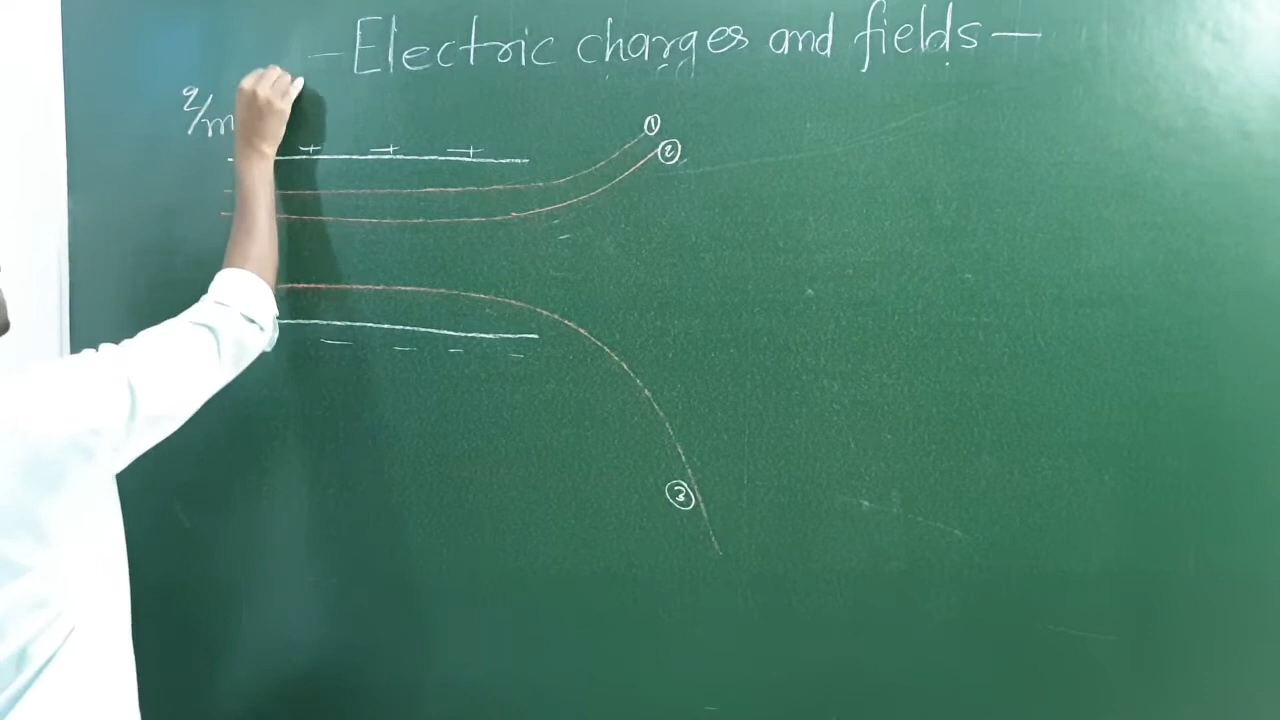 — Electric charges and fields —
q/m
+ + +
①
②
- - - -
③